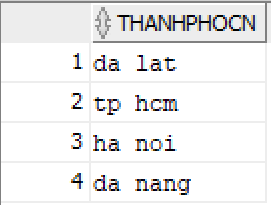 THANHPHOCN
1 da lat
2 tp hcm
3 ha noi
4 da nang